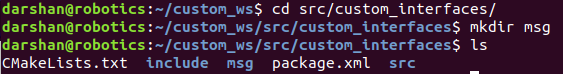 darshan@robotics:~/custom_ws$ cd src/custom_interfaces/
darshan@robotics:~/custom_ws/src/custom_interfaces$ mkdir msg
darshan@robotics:~/custom_ws/src/custom_interfaces$ ls
CMakeLists.txt  include  msg  package.xml  src